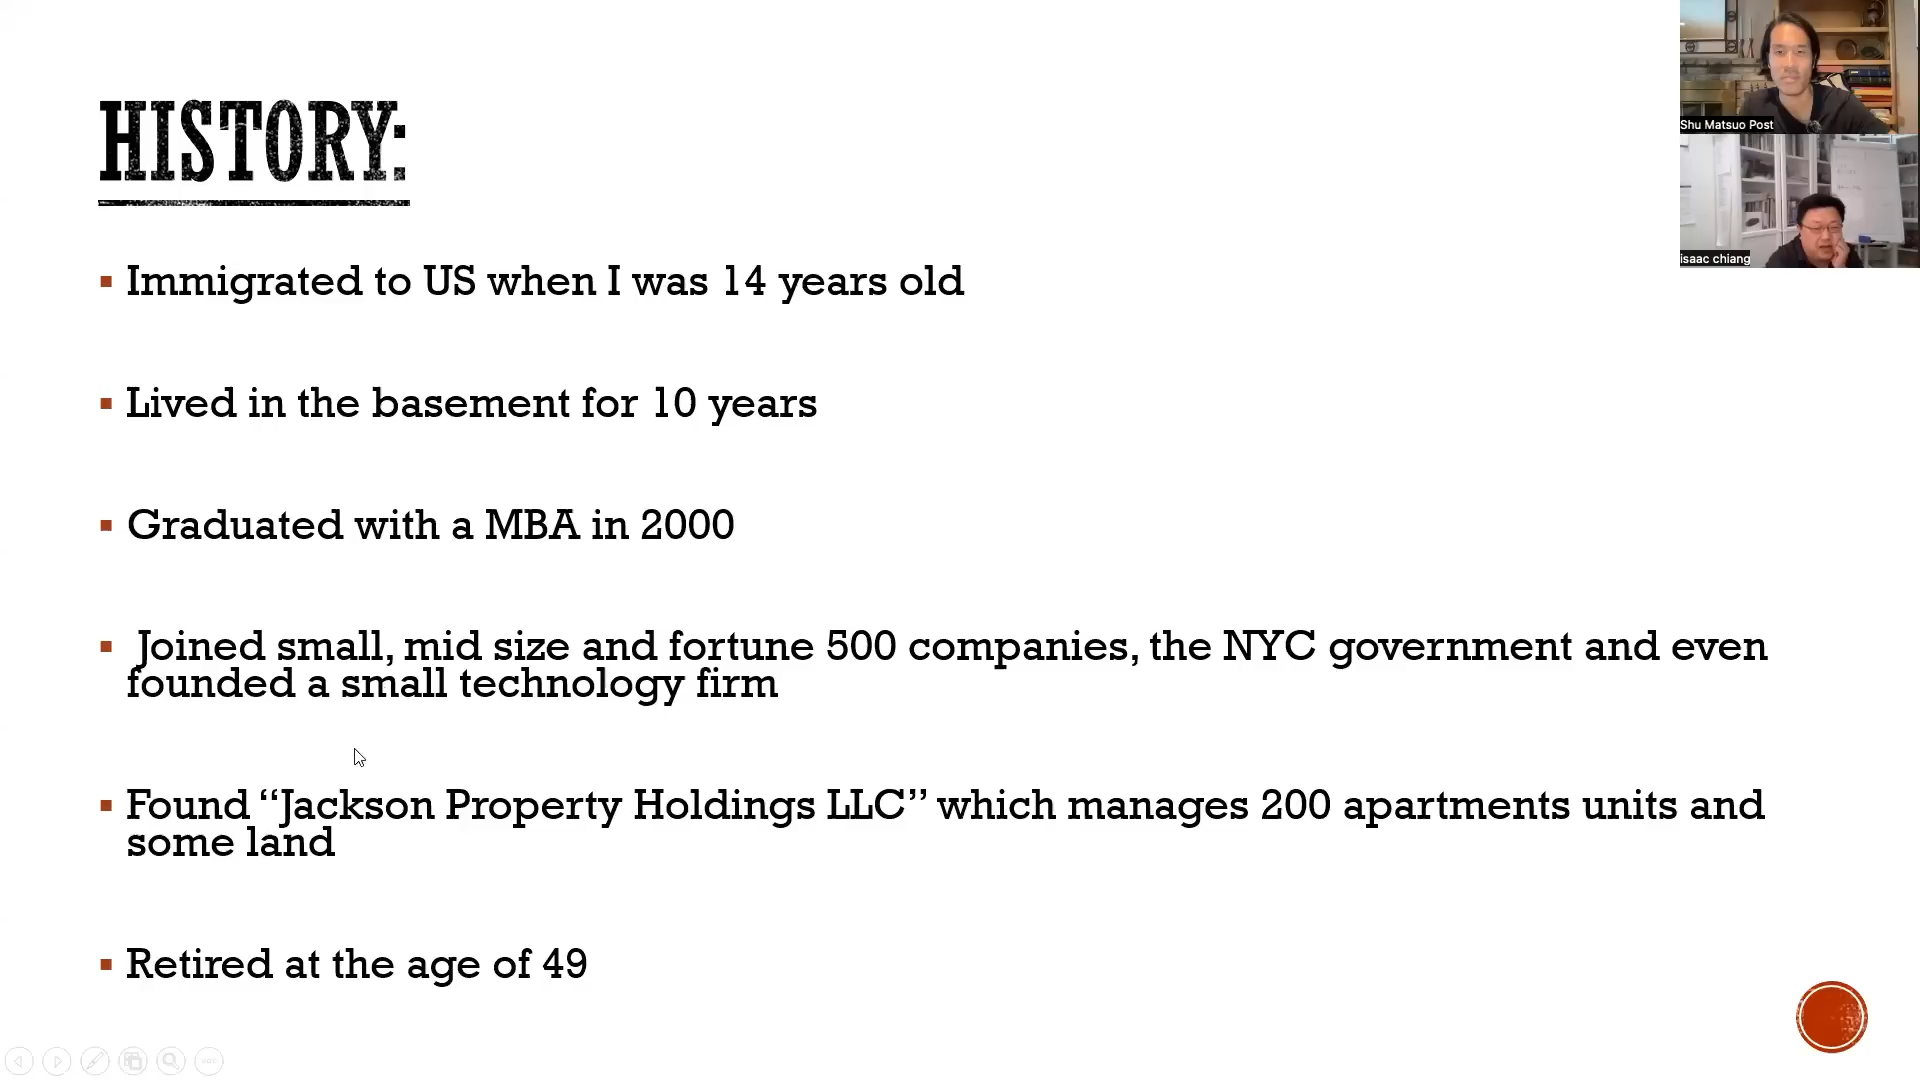 HISTORY:
Shu Matsuo Post
isaac chiang
▪ Immigrated to US when I was 14 years old
▪ Lived in the basement for 10 years
▪ Graduated with a MBA in 2000
▪ Joined small, mid size and fortune 500 companies, the NYC government and even
founded a small technology firm
▪ Found “Jackson Property Holdings LLC” which manages 200 apartments units and
some land
▪ Retired at the age of 49